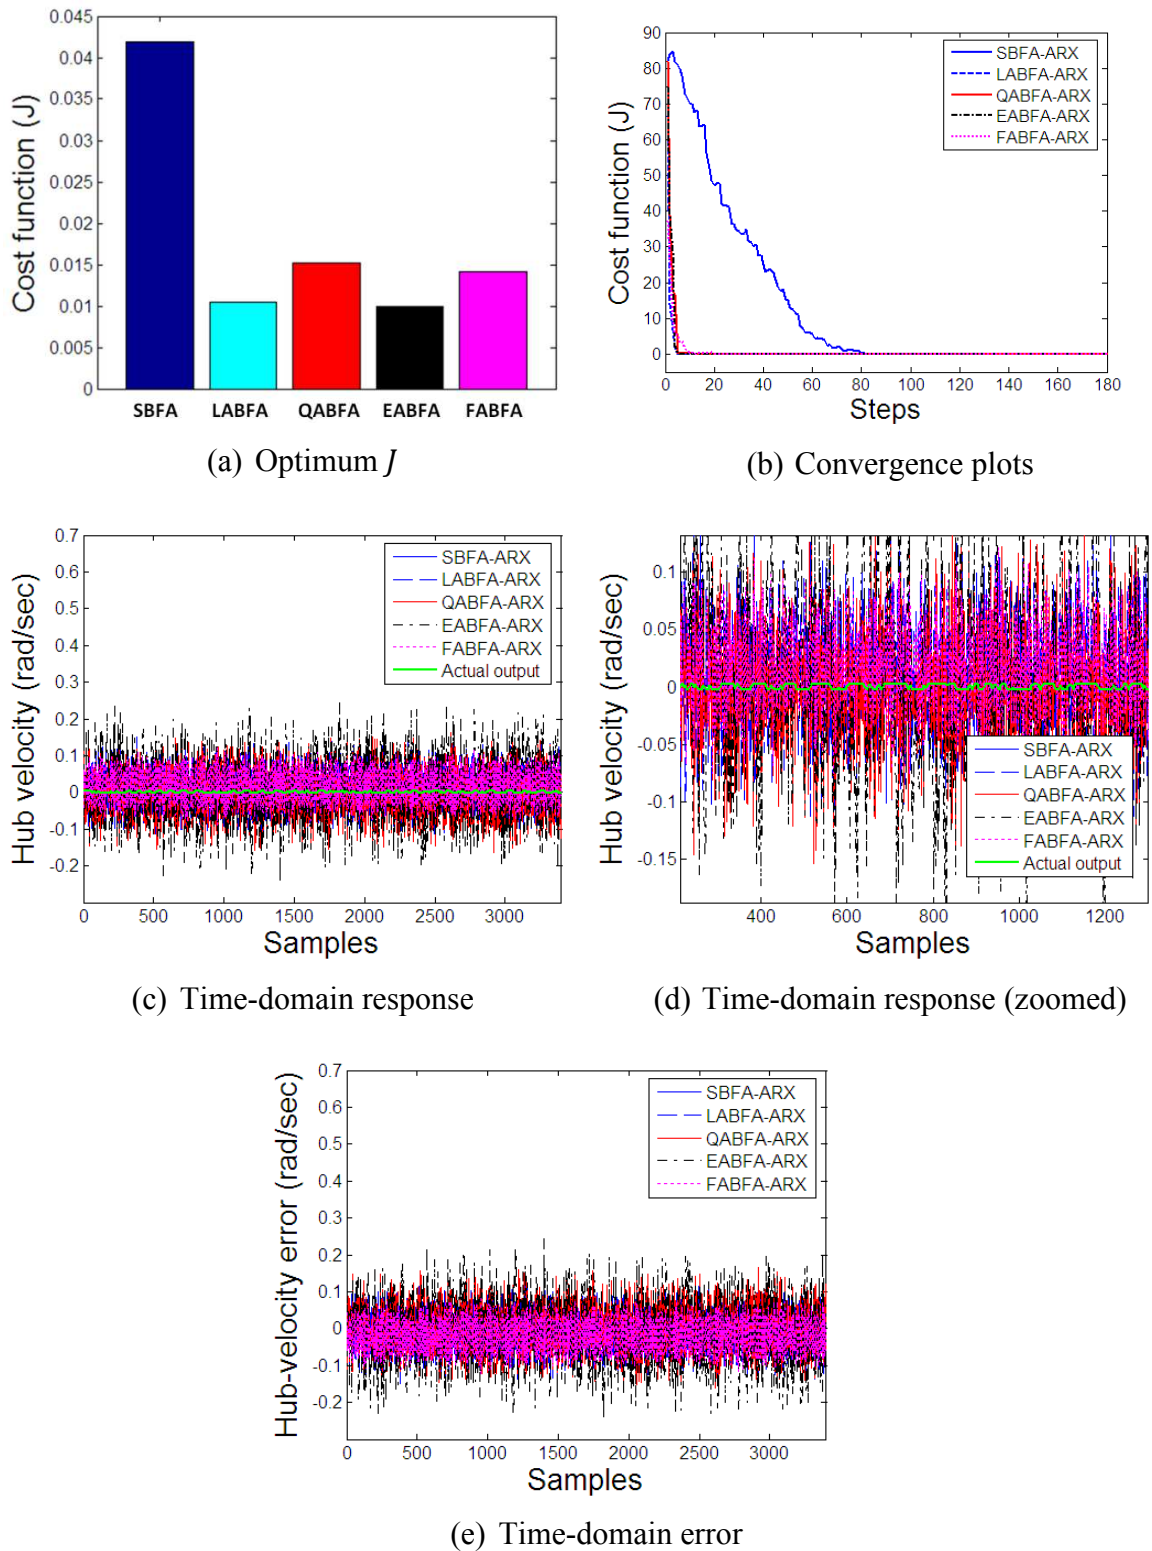 0.045
0.04
0.035
0.03
0.025
0.02
0.015
0.01
0.005
0
Cost function (J)
SBFA LABFA QABFA EABFA FABFA
(a) Optimum J
90
80
70
60
50
40
30
20
10
0
Cost function (J)
SBFA-ARX
LABFA-ARX
QABFA-ARX
EABFA-ARX
FABFA-ARX
0 20 40 60 80 100 120 140 160 180
Steps
(b) Convergence plots
0.7
0.6
0.5
0.4
0.3
0.2
0.1
0
-0.1
-0.2
Hub velocity (rad/sec)
SBFA-ARX
LABFA-ARX
QABFA-ARX
EABFA-ARX
FABFA-ARX
Actual output
0 500 1000 1500 2000 2500 3000
Samples
(c) Time-domain response
0.1
0.05
0
-0.05
-0.1
-0.15
Hub velocity (rad/sec)
SBFA-ARX
LABFA-ARX
QABFA-ARX
EABFA-ARX
FABFA-ARX
Actual output
400 600 800 1000 1200
Samples
(d) Time-domain response (zoomed)
0.7
0.6
0.5
0.4
0.3
0.2
0.1
0
-0.1
-0.2
Hub-velocity error (rad/sec)
SBFA-ARX
LABFA-ARX
QABFA-ARX
EABFA-ARX
FABFA-ARX
0 500 1000 1500 2000 2500 3000
Samples
(e) Time-domain error